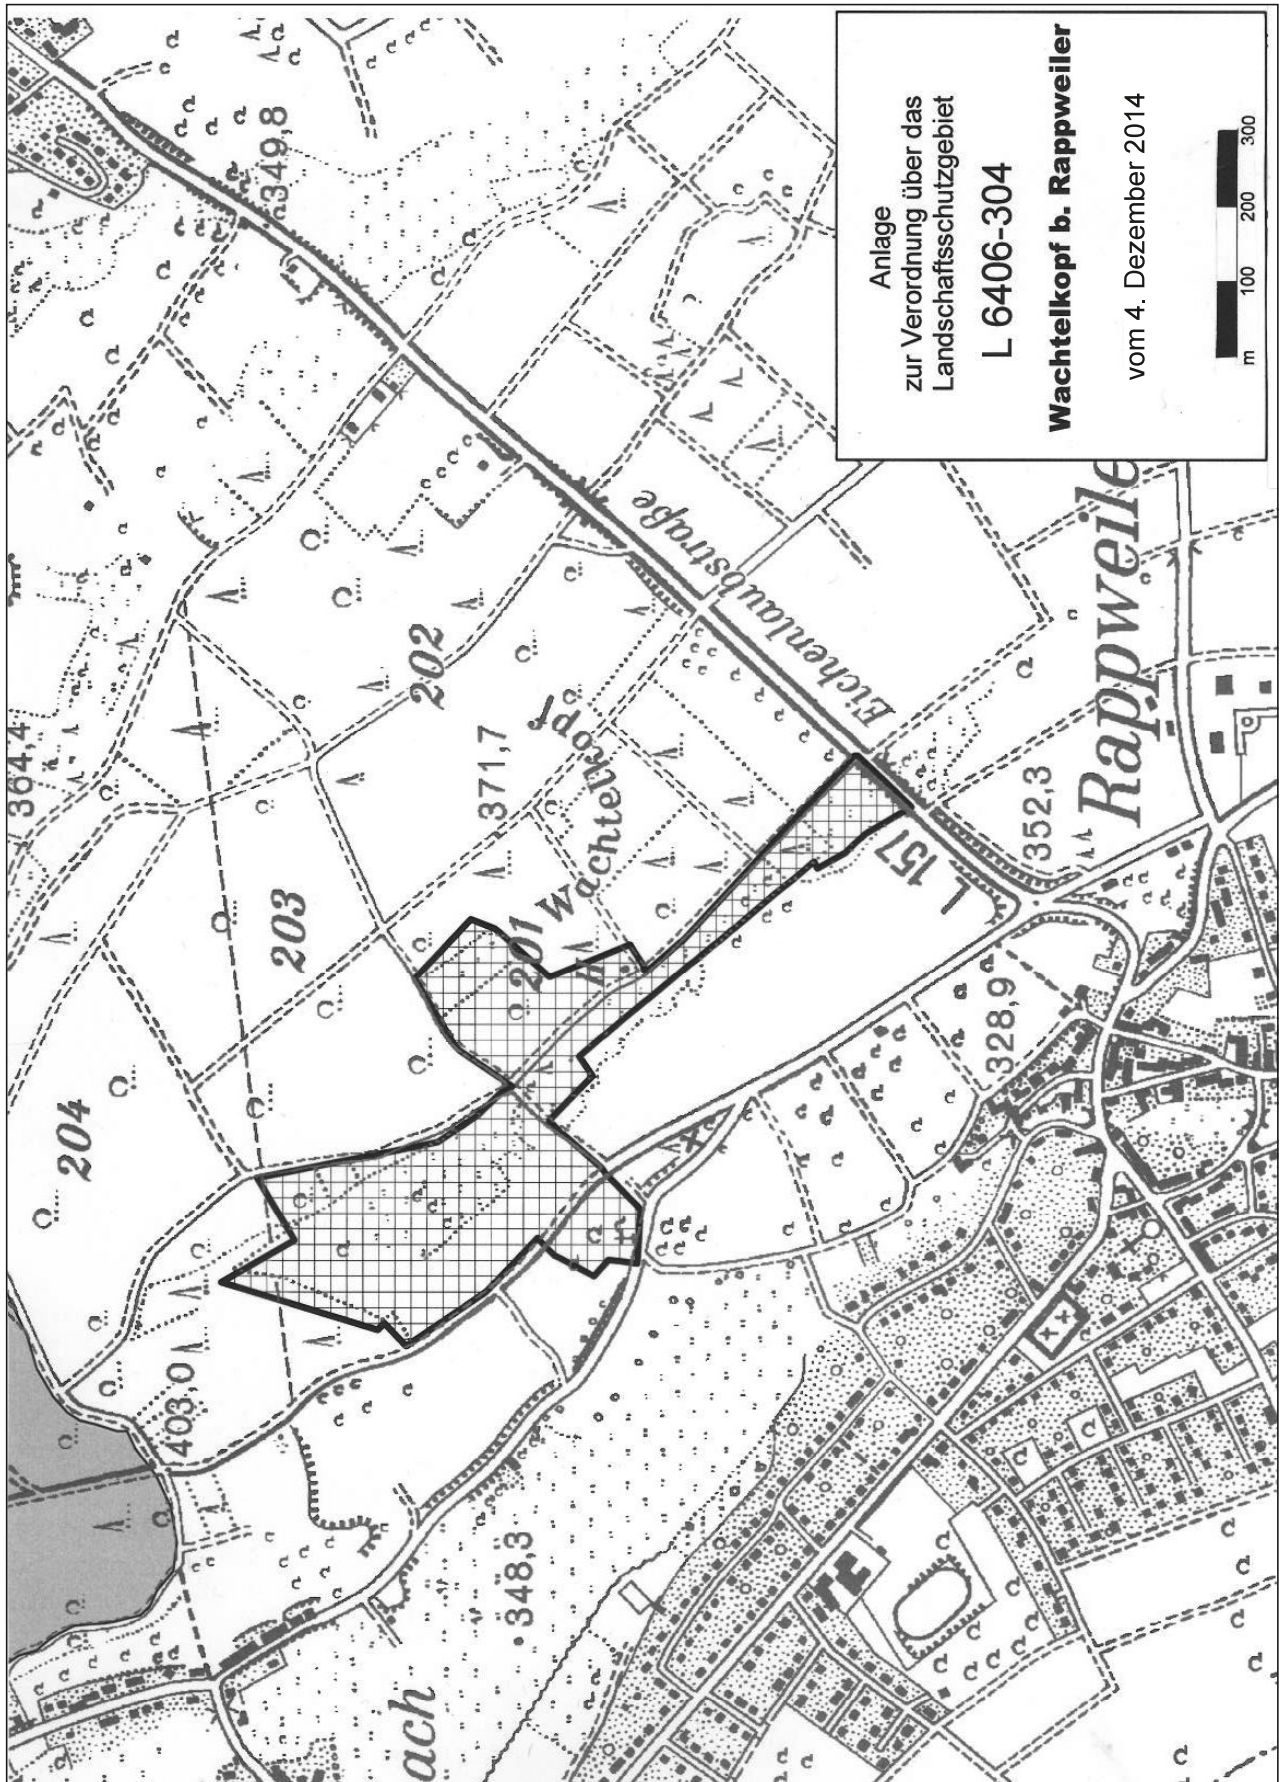 Anlage
zur Verordnung über das
Landschaftsschutzgebiet
L 6406-304
Wachtelkopf b. Rappweiler
vom 4. Dezember 2014
m 100 200 300
349,8
364,4
202
371,7
203
204
201
Wachtelkopf
Eichenlaubstraße
L 157
352,3
Rappweile
328,9
403,0
348,3
ach